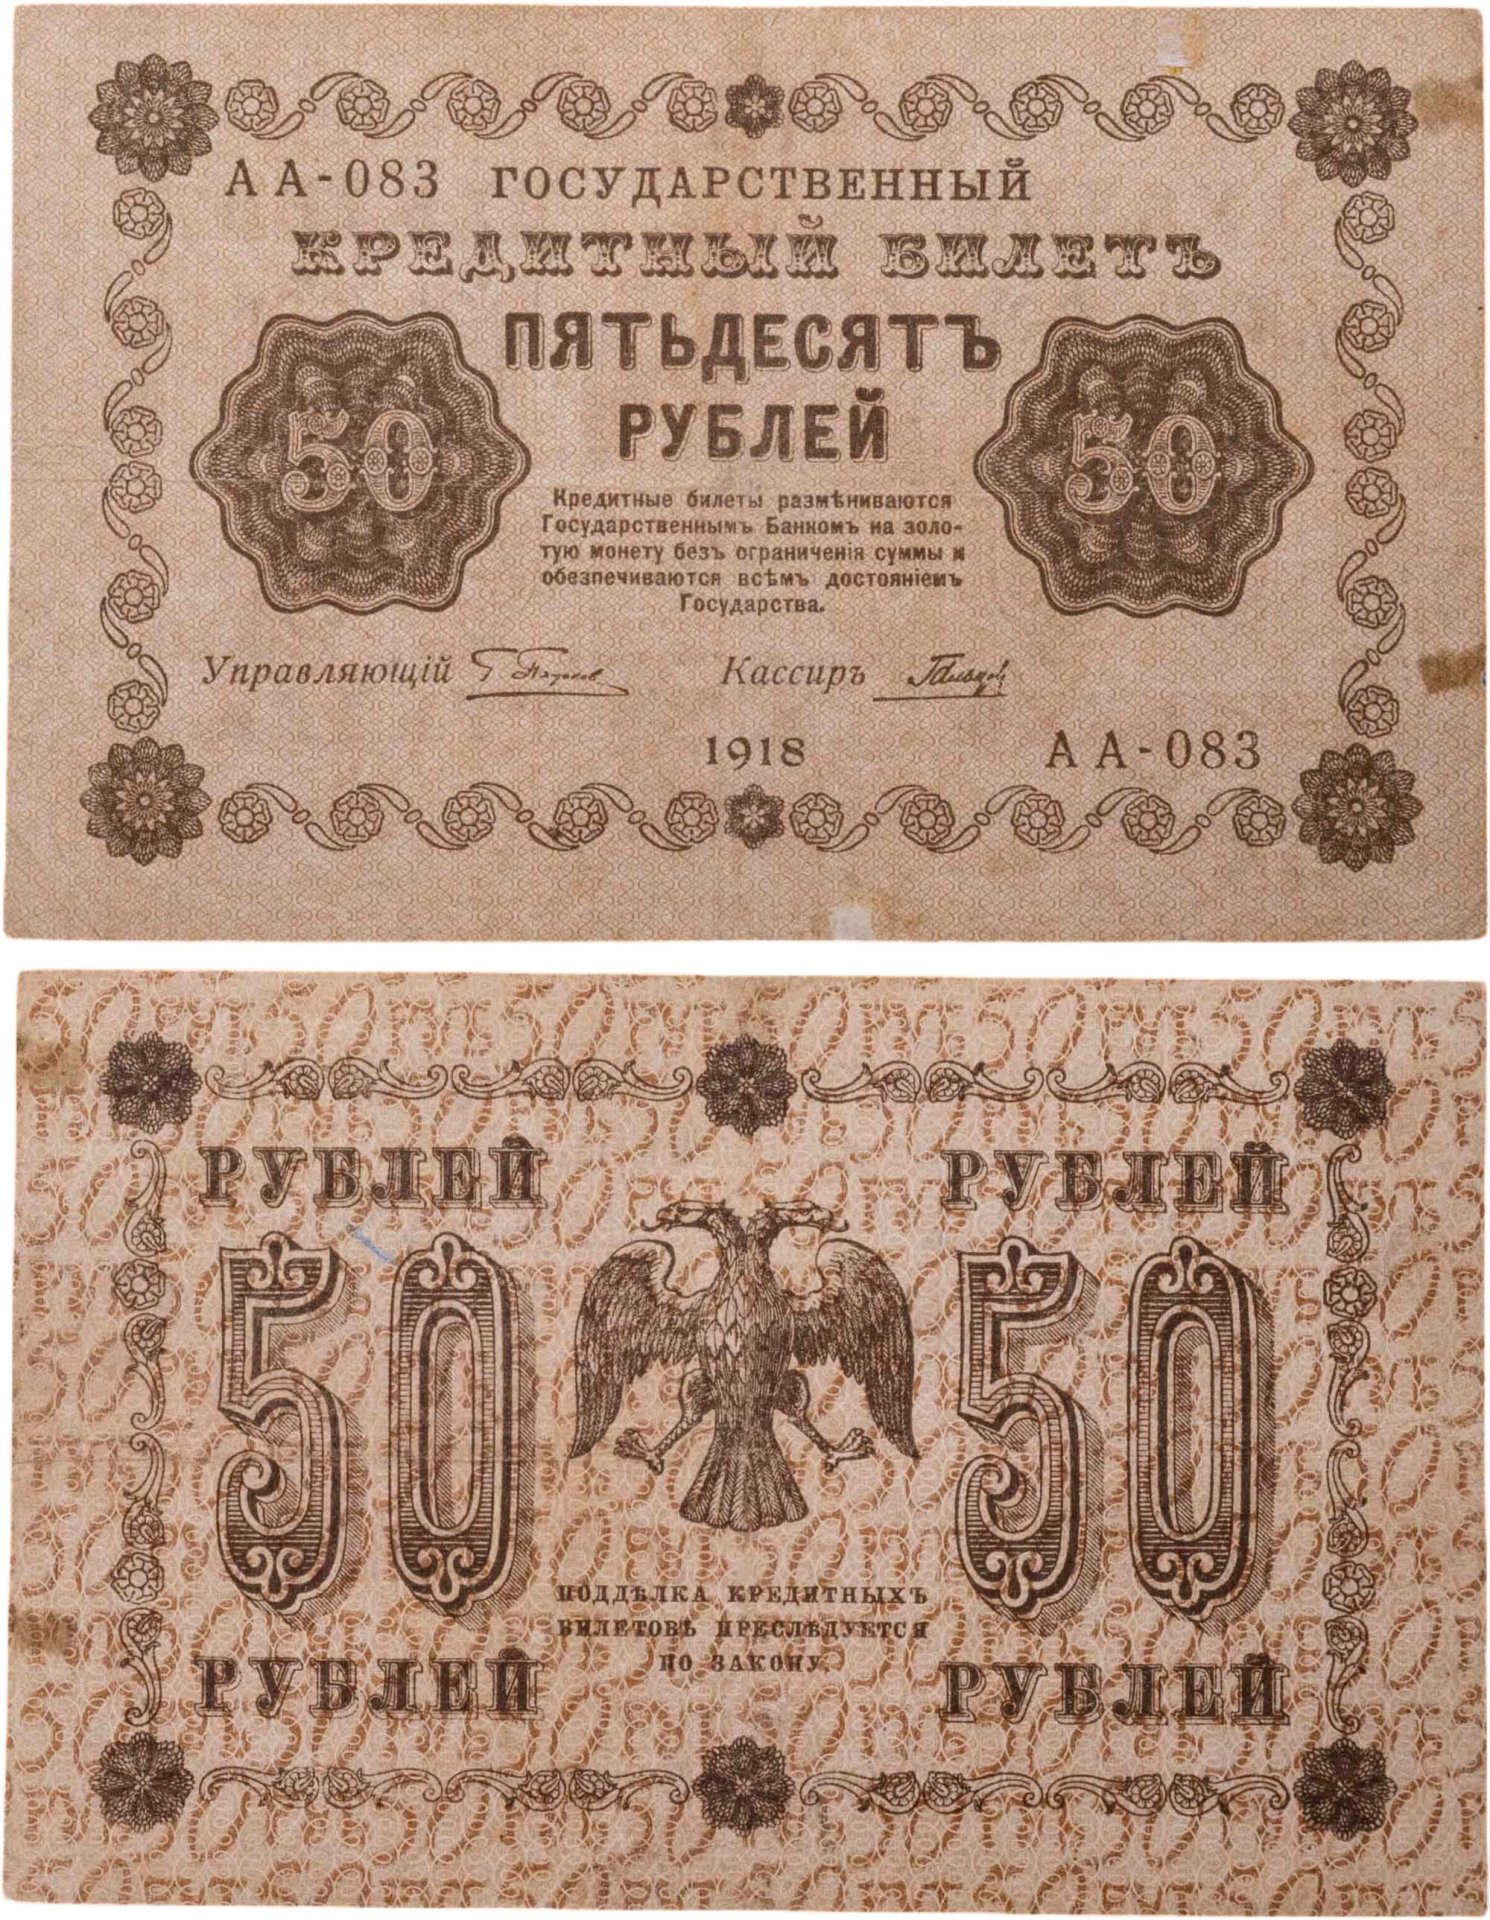 АА-083 ГОСУДАРСТВЕННЫЙ
КРЕДИТНЫЙ БИЛЕТЪ
ПЯТЬДЕСЯТЪ
РУБЛЕЙ
50 50
Кредитные билеты размѣниваются
Государственнымъ Банкомъ на золо-
тую монету безъ ограниченія суммы и
обезпечиваются всѣмъ достояніемъ
Государства.
Управляющій Кассиръ
1918 АА-083
РУБЛЕЙ РУБЛЕЙ
50 50
ПОДДѢЛКА КРЕДИТНЫХЪ
БИЛЕТОВЪ ПРЕСЛѢДУЕТСЯ
ПО ЗАКОНУ.
РУБЛЕЙ РУБЛЕЙ